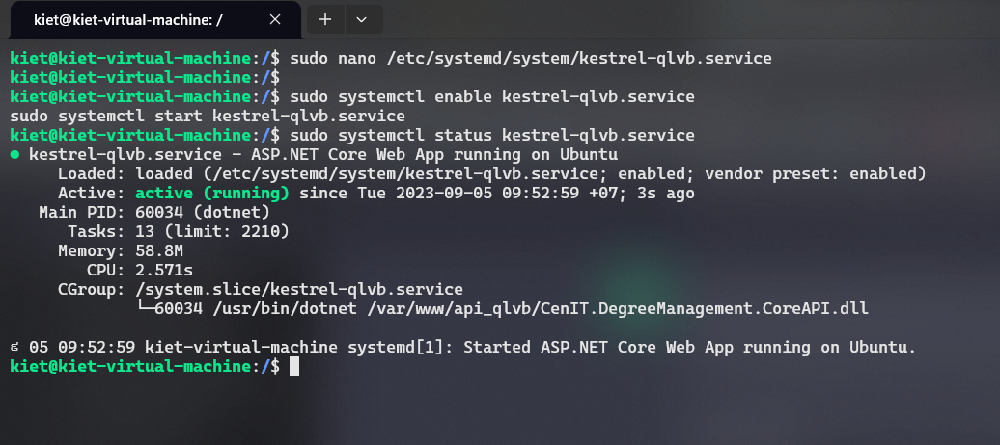 kiet@kiet-virtual-machine: /
kiet@kiet-virtual-machine:/$ sudo nano /etc/systemd/system/kestrel-qlvb.service
kiet@kiet-virtual-machine:/$
kiet@kiet-virtual-machine:/$ sudo systemctl enable kestrel-qlvb.service
sudo systemctl start kestrel-qlvb.service
kiet@kiet-virtual-machine:/$ sudo systemctl status kestrel-qlvb.service
● kestrel-qlvb.service - ASP.NET Core Web App running on Ubuntu
Loaded: loaded (/etc/systemd/system/kestrel-qlvb.service; enabled; vendor preset: enabled)
Active: active (running) since Tue 2023-09-05 09:52:59 +07; 3s ago
Main PID: 60034 (dotnet)
Tasks: 13 (limit: 2210)
Memory: 58.8M
CPU: 2.571s
CGroup: /system.slice/kestrel-qlvb.service
└─60034 /usr/bin/dotnet /var/www/api_qlvb/CenIT.DegreeManagement.CoreAPI.dll
05 09:52:59 kiet-virtual-machine systemd[1]: Started ASP.NET Core Web App running on Ubuntu.
kiet@kiet-virtual-machine:/$